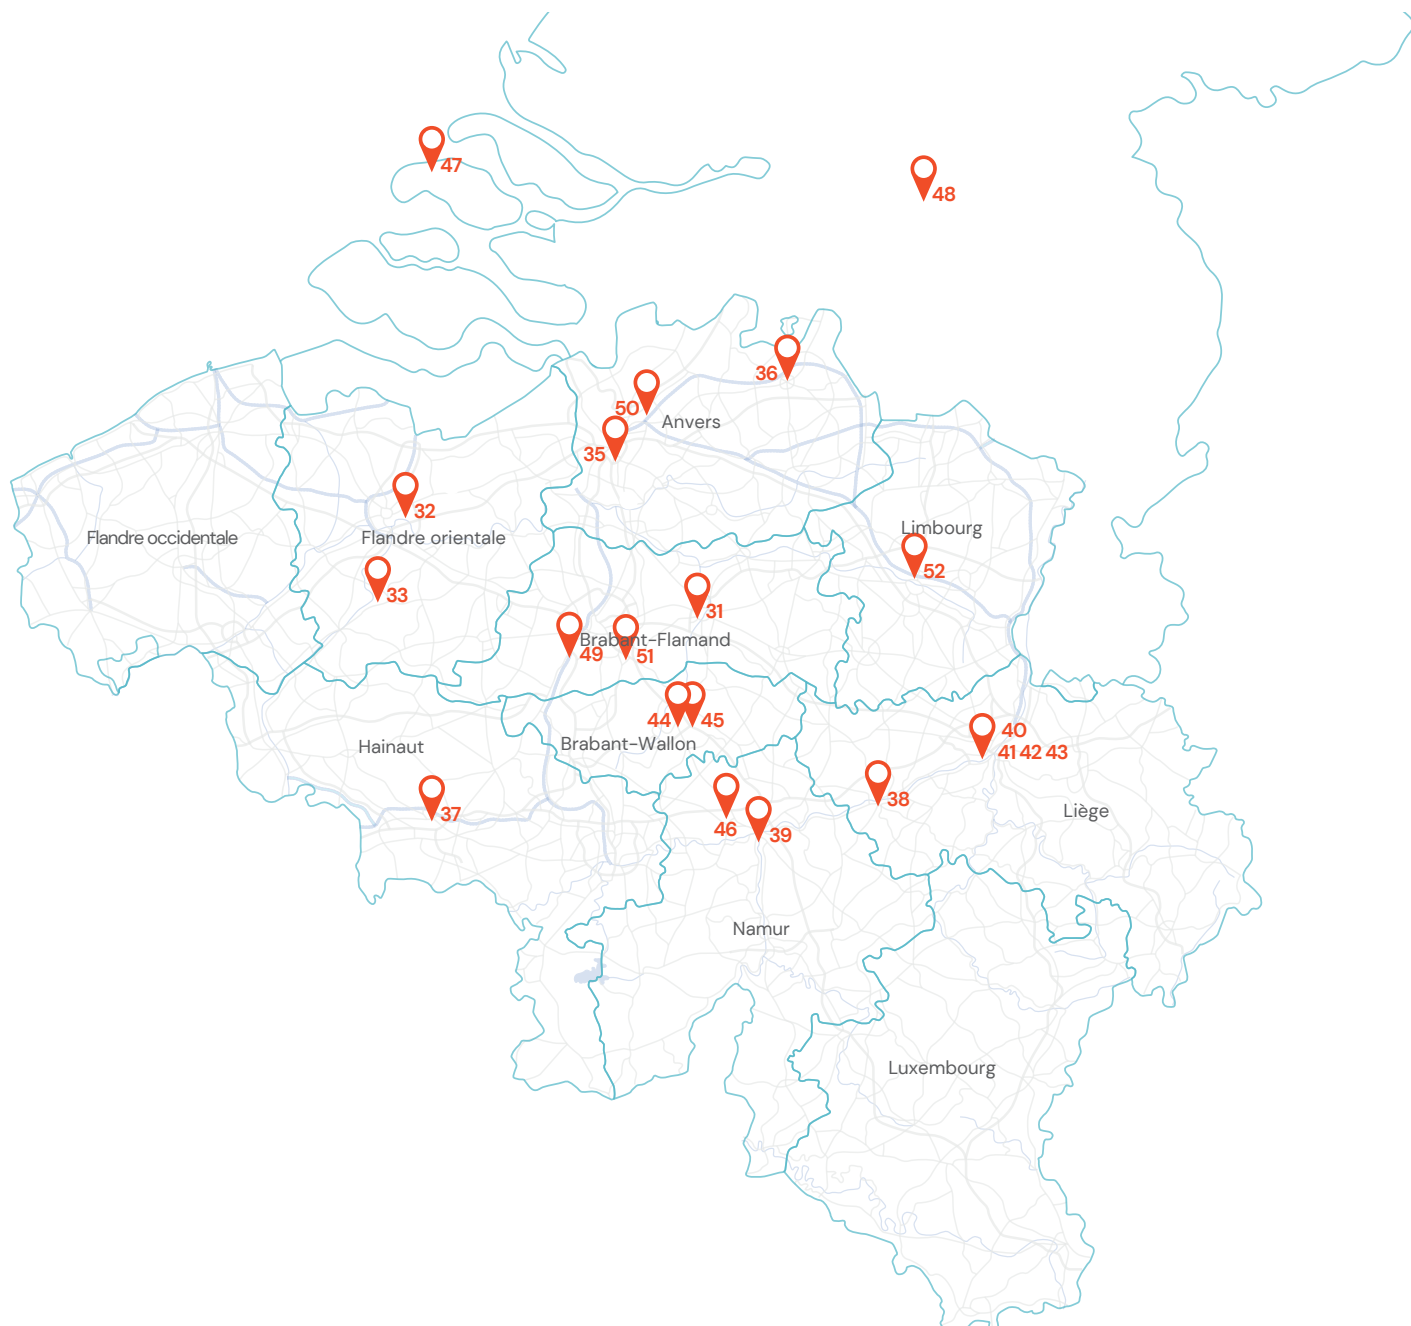 47
48
36
50
Anvers
35
32
Limbourg
Flandre occidentale
Flandre orientale
52
33
31
Brabant-Flamand
49
51
44
45
40
41 42 43
Brabant-Wallon
Hainaut
38
Liège
37
46
39
Namur
Luxembourg